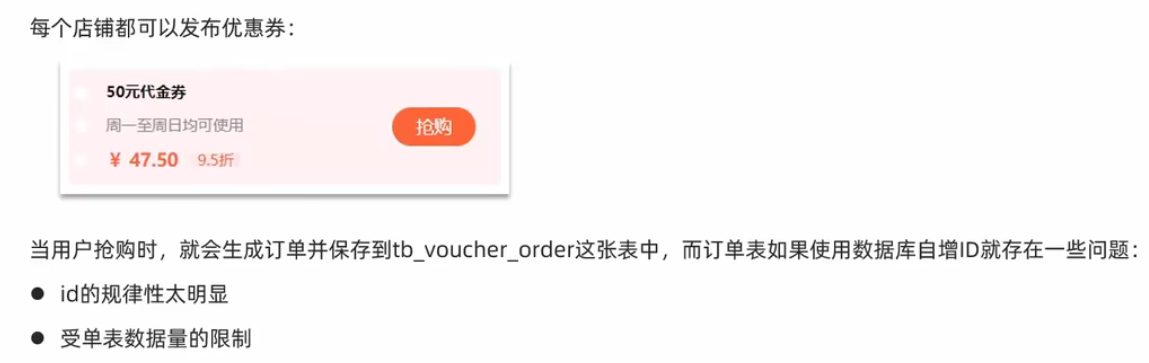 每个店铺都可以发布优惠券：
50元代金券
周一至周日均可使用
抢购
￥ 47.50 9.5折
当用户抢购时，就会生成订单并保存到tb_voucher_order这张表中，而订单表如果使用数据库自增ID就存在一些问题：
● id的规律性太明显
● 受单表数据量的限制